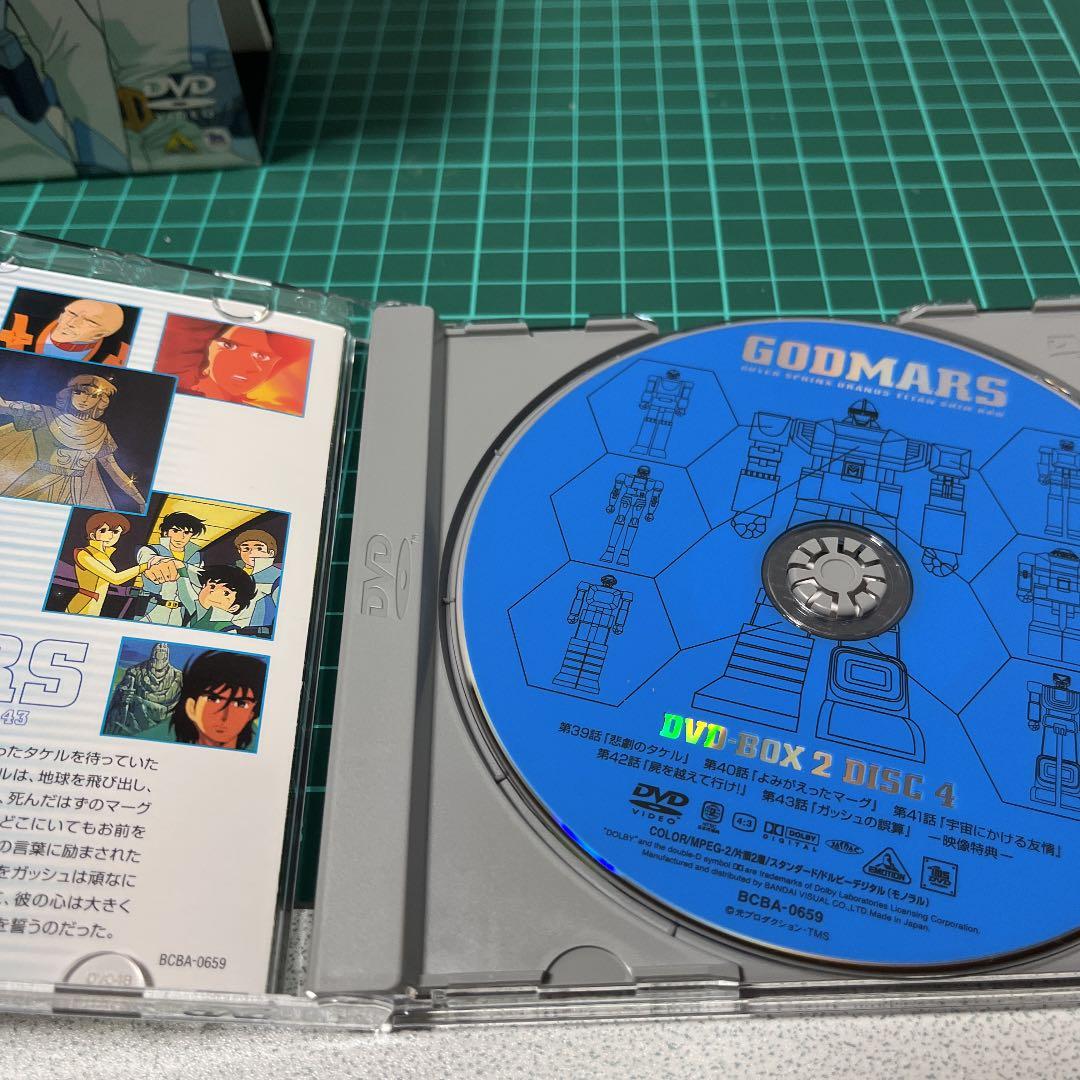 DVD
RS
43
ったタケルを待っていた
ルは、地球を飛び出し、
、死んだはずのマーグ
どこにいてもお前を
の言葉に励まされた
をガッシュは頑なに
、彼の心は大きく
を誓うのだった。
BCBA-0659
DVD
GODMARS
M
DVD-BOX 2 DISC 4
第39話「悲劇のタケル」 第40話「よみがえったマーグ」 第41話「宇宙にかける友情」
第42話「屍を越えて行け!」 第43話「ガッシュの誤算」 ー映像特典ー
DVD
VIDEO
4:3
DOLBY
DIGITAL
EMOTION
COLOR/MPEG-2/片面2層/スタンダード/ドルビーデジタル(モノラル)
"DOLBY" and the double-D symbol are trademarks of Dolby Laboratories Licensing Corporation.
Manufactured and distributed by BANDAI VISUAL CO.,LTD. Made in Japan.
BCBA-0659
©光プロダクション・TMS